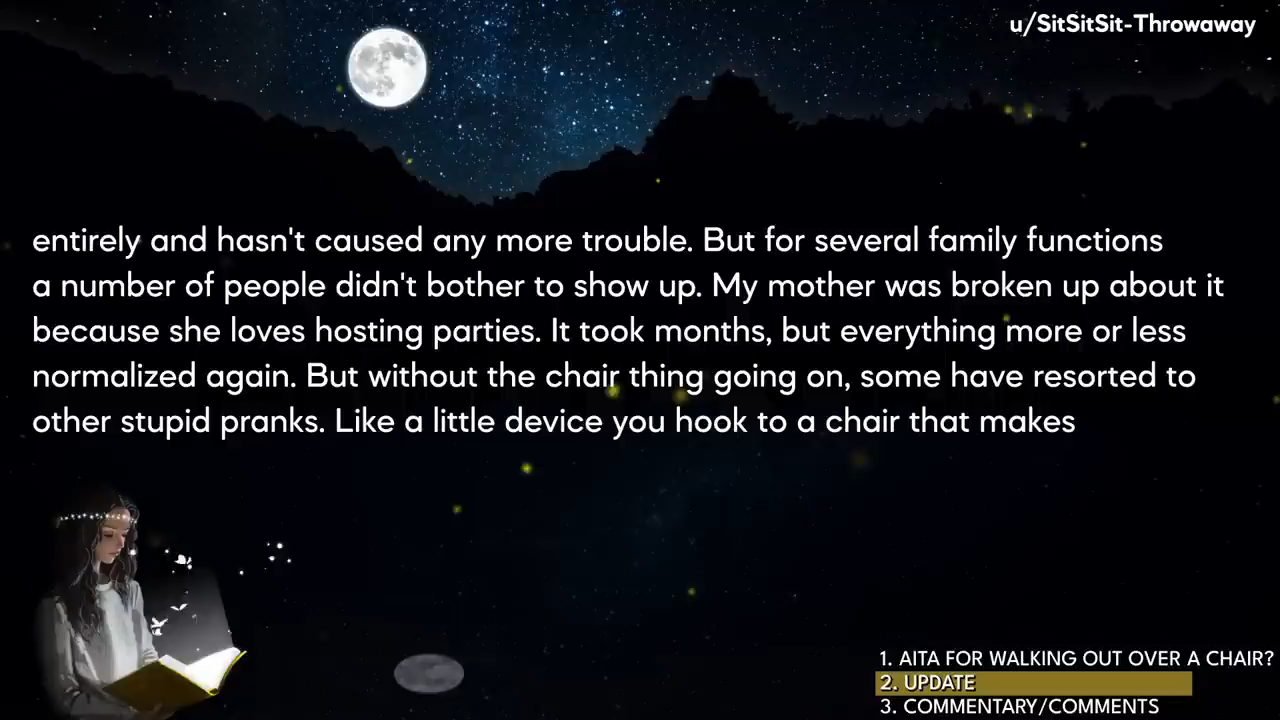 u/SitSitSit-Throwaway
entirely and hasn't caused any more trouble. But for several family functions
a number of people didn't bother to show up. My mother was broken up about it
because she loves hosting parties. It took months, but everything more or less
normalized again. But without the chair thing going on, some have resorted to
other stupid pranks. Like a little device you hook to a chair that makes
1. AITA FOR WALKING OUT OVER A CHAIR?
2. UPDATE
3. COMMENTARY/COMMENTS